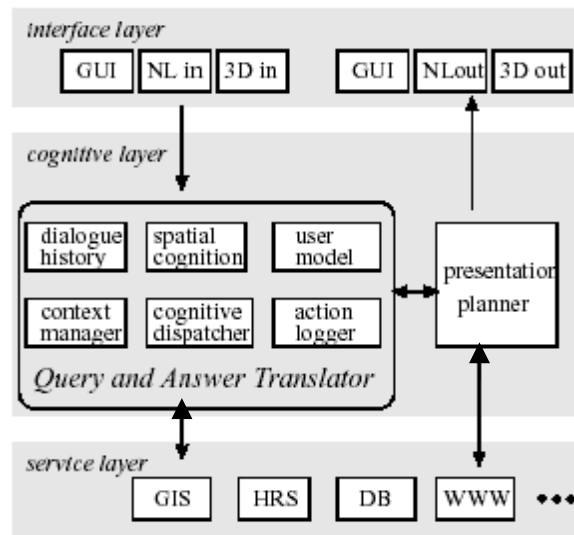 interface layer
GUI NL in 3D in GUI NLout 3D out
cognitive layer
dialogue history
spatial cognition
user model
context manager
cognitive dispatcher
action logger
Query and Answer Translator
presentation planner
service layer
GIS HRS DB WWW •••